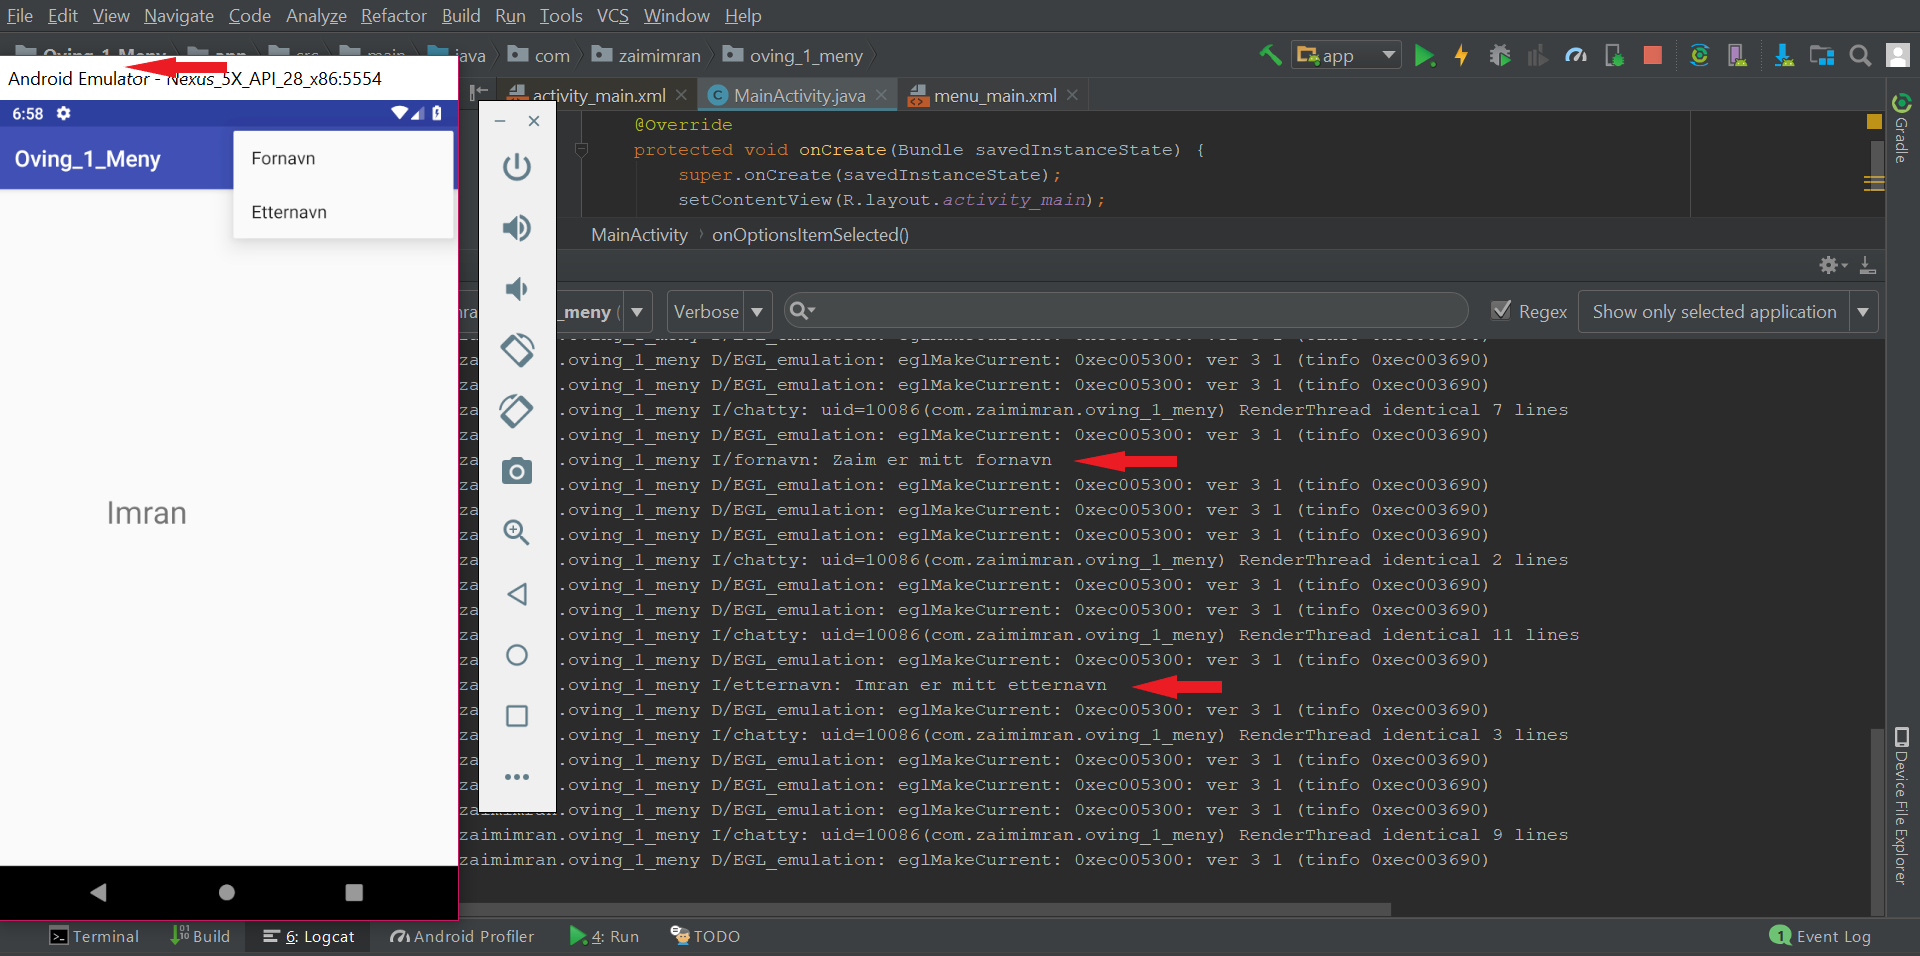 File Edit View Navigate Code Analyze Refactor Build Run Tools VCS Window Help
java com zaimimran oving_1_meny app
Android Emulator - Nexus_5X_API_28_x86:5554
activity_main.xml MainActivity.java menu_main.xml
6:58
Oving_1_Meny
Fornavn
Etternavn
Imran
@Override
protected void onCreate(Bundle savedInstanceState) {
super.onCreate(savedInstanceState);
setContentView(R.layout.activity_main);
MainActivity onOptionsItemSelected()
_meny ( Verbose Regex Show only selected application
.oving_1_meny D/EGL_emulation: eglMakeCurrent: 0xec005300: ver 3 1 (tinfo 0xec003690)
.oving_1_meny D/EGL_emulation: eglMakeCurrent: 0xec005300: ver 3 1 (tinfo 0xec003690)
.oving_1_meny I/chatty: uid=10086(com.zaimimran.oving_1_meny) RenderThread identical 7 lines
.oving_1_meny D/EGL_emulation: eglMakeCurrent: 0xec005300: ver 3 1 (tinfo 0xec003690)
.oving_1_meny I/fornavn: Zaim er mitt fornavn
.oving_1_meny D/EGL_emulation: eglMakeCurrent: 0xec005300: ver 3 1 (tinfo 0xec003690)
.oving_1_meny D/EGL_emulation: eglMakeCurrent: 0xec005300: ver 3 1 (tinfo 0xec003690)
.oving_1_meny D/EGL_emulation: eglMakeCurrent: 0xec005300: ver 3 1 (tinfo 0xec003690)
.oving_1_meny I/chatty: uid=10086(com.zaimimran.oving_1_meny) RenderThread identical 2 lines
.oving_1_meny D/EGL_emulation: eglMakeCurrent: 0xec005300: ver 3 1 (tinfo 0xec003690)
.oving_1_meny D/EGL_emulation: eglMakeCurrent: 0xec005300: ver 3 1 (tinfo 0xec003690)
.oving_1_meny I/chatty: uid=10086(com.zaimimran.oving_1_meny) RenderThread identical 11 lines
.oving_1_meny D/EGL_emulation: eglMakeCurrent: 0xec005300: ver 3 1 (tinfo 0xec003690)
.oving_1_meny I/etternavn: Imran er mitt etternavn
.oving_1_meny D/EGL_emulation: eglMakeCurrent: 0xec005300: ver 3 1 (tinfo 0xec003690)
.oving_1_meny I/chatty: uid=10086(com.zaimimran.oving_1_meny) RenderThread identical 3 lines
.oving_1_meny D/EGL_emulation: eglMakeCurrent: 0xec005300: ver 3 1 (tinfo 0xec003690)
.oving_1_meny D/EGL_emulation: eglMakeCurrent: 0xec005300: ver 3 1 (tinfo 0xec003690)
zaimimran.oving_1_meny D/EGL_emulation: eglMakeCurrent: 0xec005300: ver 3 1 (tinfo 0xec003690)
zaimimran.oving_1_meny I/chatty: uid=10086(com.zaimimran.oving_1_meny) RenderThread identical 9 lines
zaimimran.oving_1_meny D/EGL_emulation: eglMakeCurrent: 0xec005300: ver 3 1 (tinfo 0xec003690)
Gradle
Device File Explorer
Terminal Build 6: Logcat Android Profiler 4: Run TODO 1 Event Log